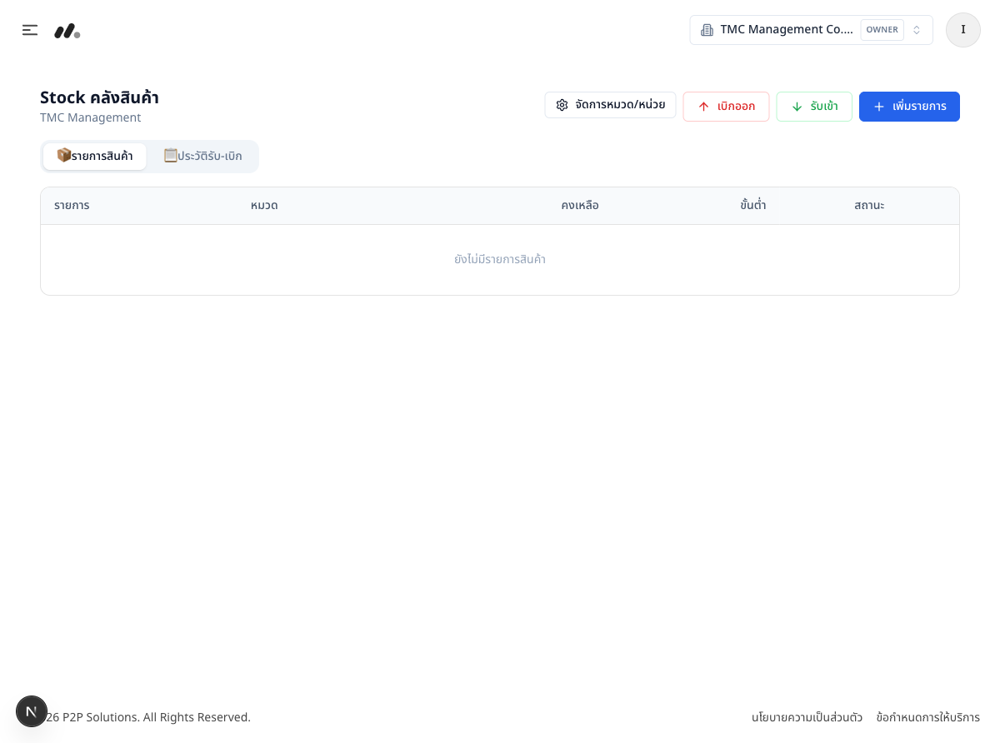 TMC Management Co.... OWNER I
Stock คลังสินค้า
TMC Management
จัดการหมวด/หน่วย เบิกออก รับเข้า เพิ่มรายการ
รายการสินค้า ประวัติรับ-เบิก
รายการ หมวด คงเหลือ ขั้นต่ำ สถานะ
ยังไม่มีรายการสินค้า
N 26 P2P Solutions. All Rights Reserved. นโยบายความเป็นส่วนตัว ข้อกำหนดการให้บริการ